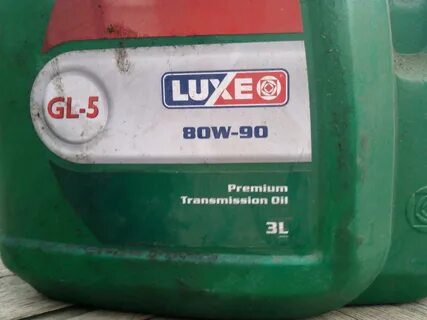 GL-5
LUXE
80W-90
Premium
Transmission Oil
3L